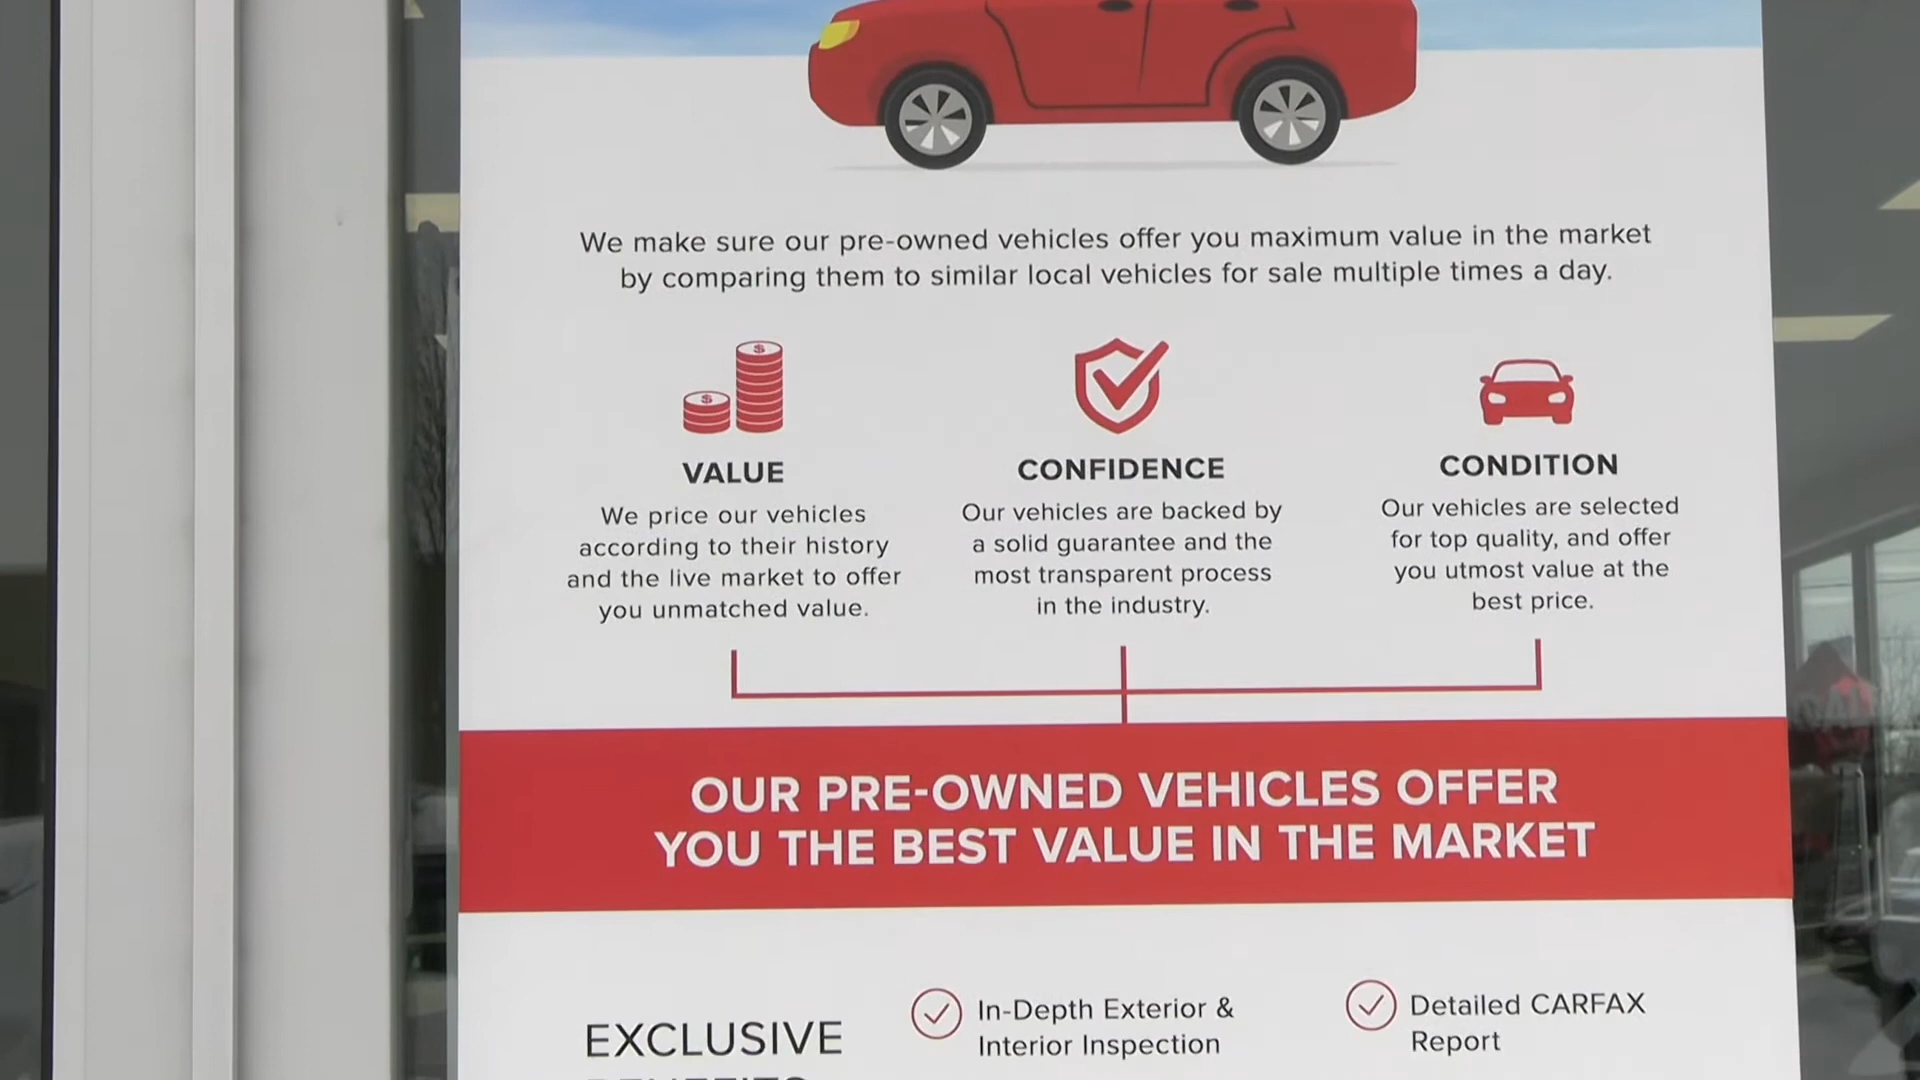 We make sure our pre-owned vehicles offer you maximum value in the market
by comparing them to similar local vehicles for sale multiple times a day.
$
$
VALUE
We price our vehicles
according to their history
and the live market to offer
you unmatched value.
CONFIDENCE
Our vehicles are backed by
a solid guarantee and the
most transparent process
in the industry.
CONDITION
Our vehicles are selected
for top quality, and offer
you utmost value at the
best price.
OUR PRE-OWNED VEHICLES OFFER
YOU THE BEST VALUE IN THE MARKET
EXCLUSIVE
In-Depth Exterior &
Interior Inspection
Detailed CARFAX
Report